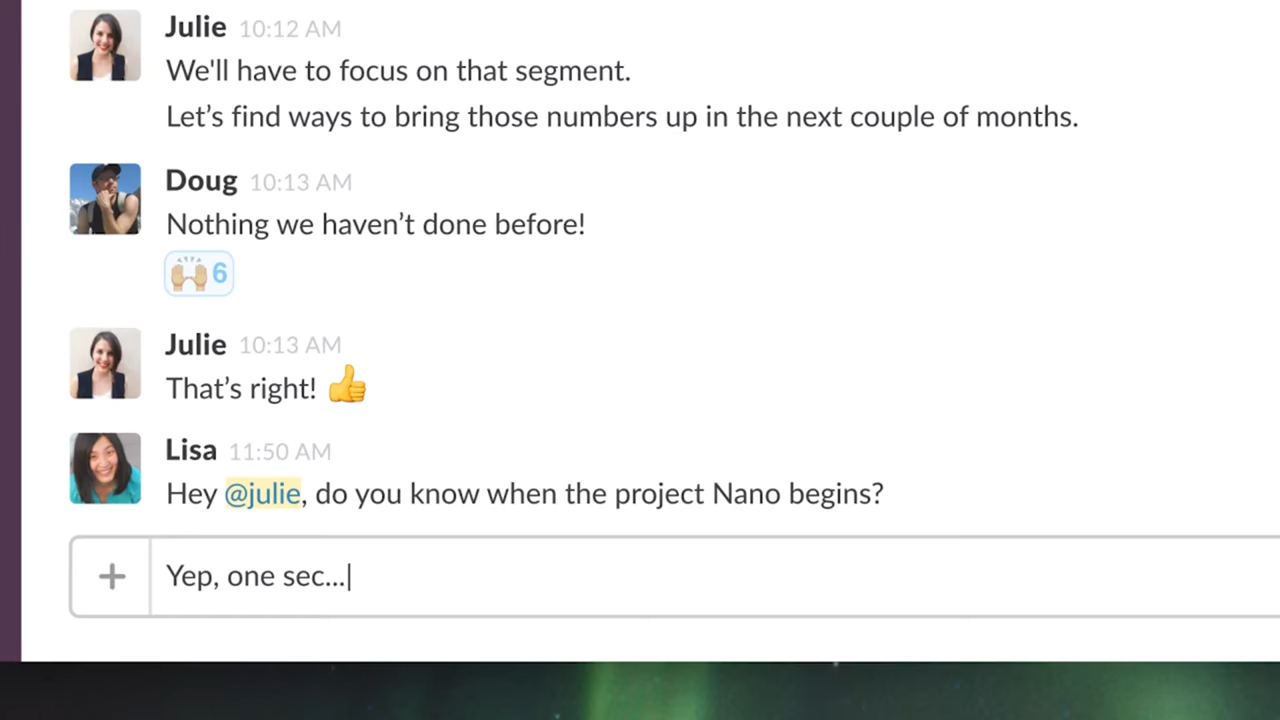 Julie 10:12 AM
We'll have to focus on that segment.
Let’s find ways to bring those numbers up in the next couple of months.
Doug 10:13 AM
Nothing we haven’t done before!
6
Julie 10:13 AM
That’s right! 👍
Lisa 11:50 AM
Hey @julie, do you know when the project Nano begins?
Yep, one sec...